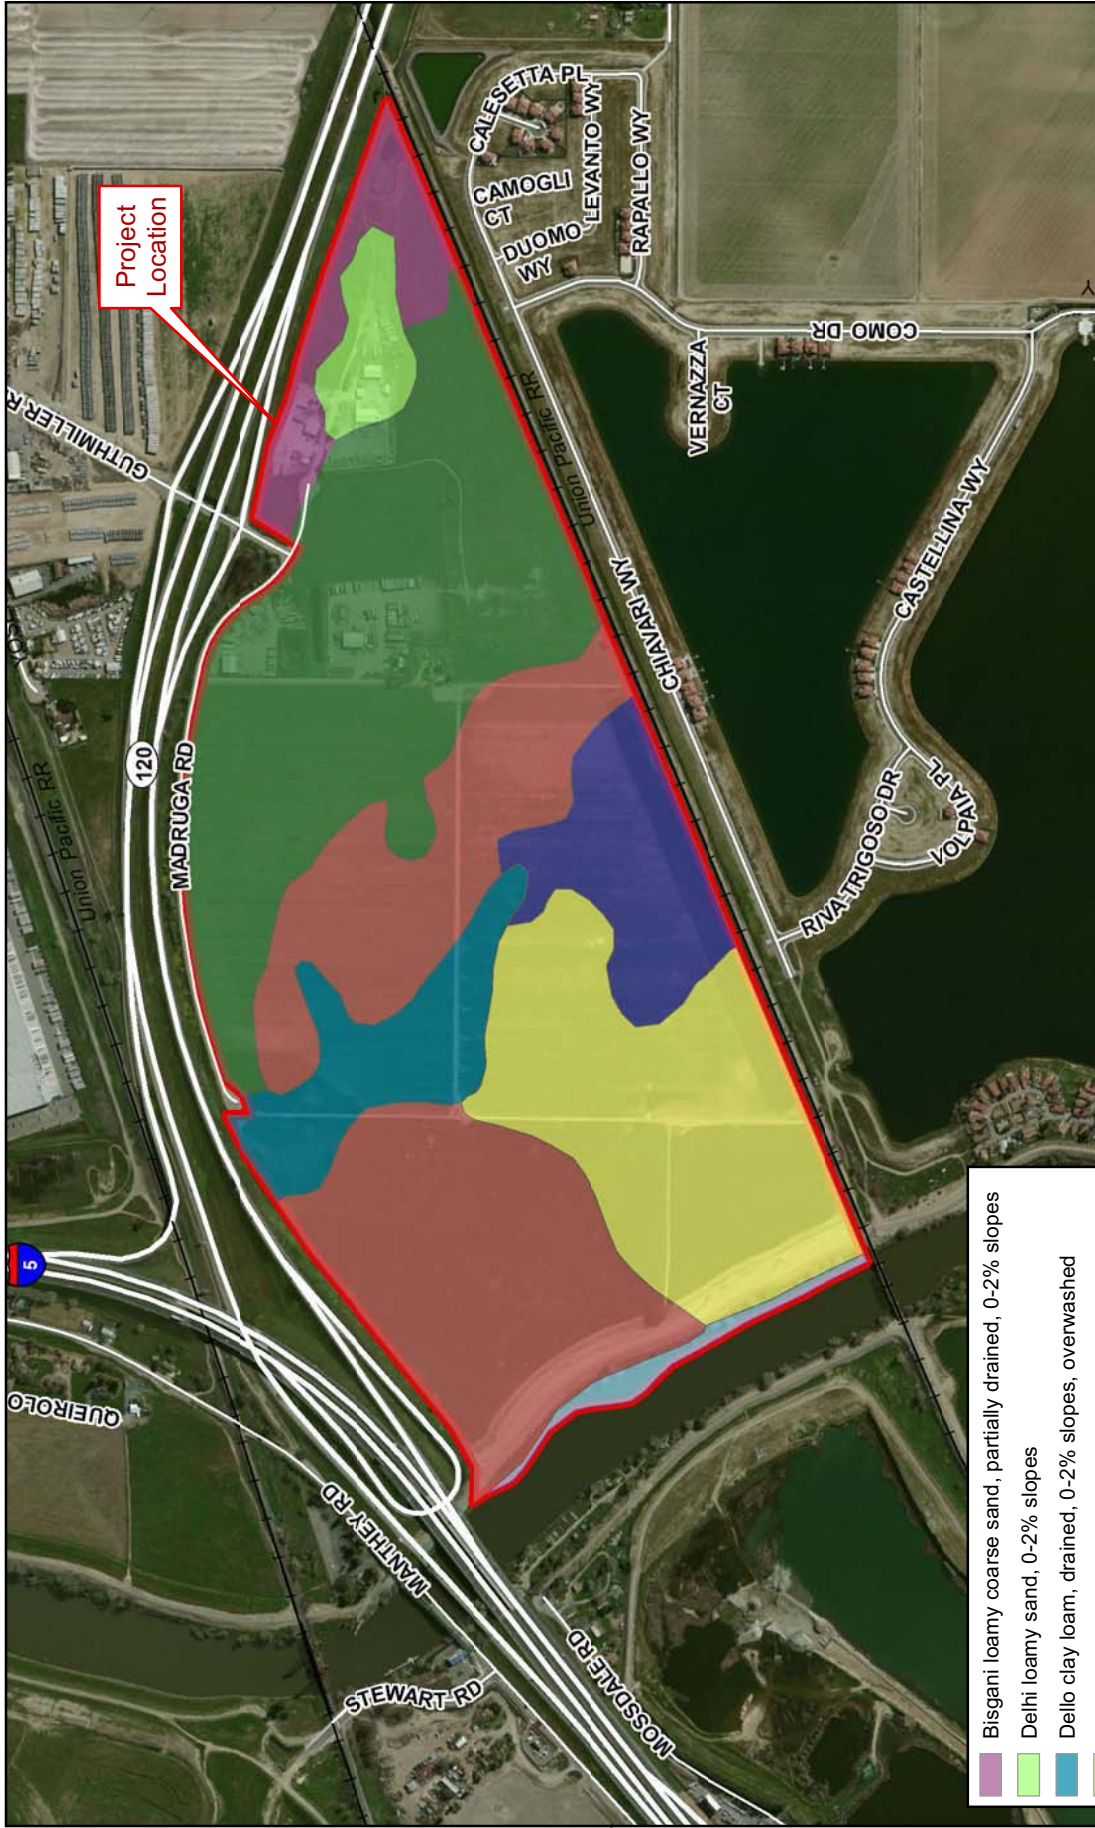 Project
Location
GUTHMILLER R
120
MADRUGA RD
Union Pacific RR
5
QUEIROLO
MANTHEY RD
STEWART RD
MOSSDALE RD
CALESETTA PL
CAMOGLI
CT
LEVANTO WY
DUOMO
WY
RAPALLO WY
Union Pacific RR
CHIAVARI WY
VERNAZZA
CT
COMO DR
CASTELLINA WY
RIVA TRIGOSO DR
VOLPAIA PL
Y
Bisgani loamy coarse sand, partially drained, 0-2% slopes
Delhi loamy sand, 0-2% slopes
Dello clay loam, drained, 0-2% slopes, overwashed